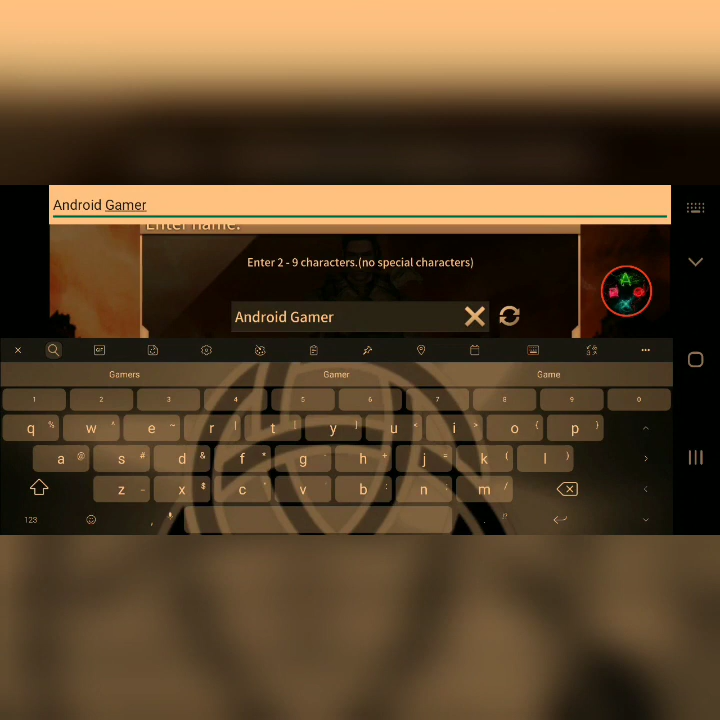 Android Gamer
Enter name:
Enter 2 - 9 characters.(no special characters)
Android Gamer
Gamers Gamer Game
1 2 3 4 5 6 7 8 9 0
q w e r t y u i o p
a s d f g h j k l
z x c v b n m
123